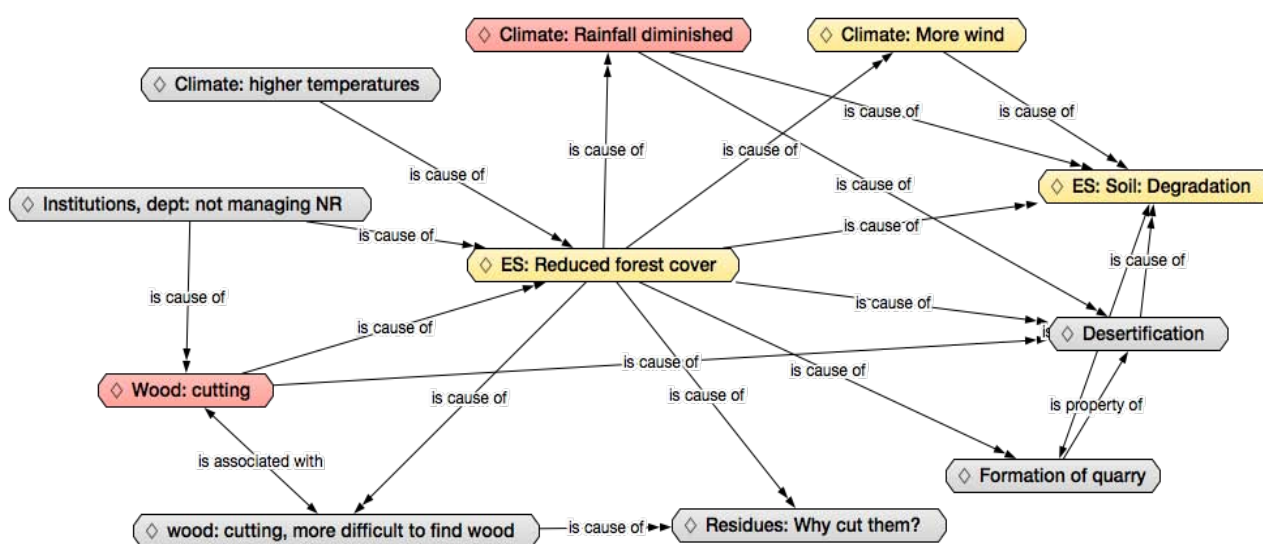 Climate: Rainfall diminished
Climate: More wind
Climate: higher temperatures
is cause of
is cause of
is cause of
is cause of
is cause of
is cause of
ES: Soil: Degradation
Institutions, dept: not managing NR
is cause of
is cause of
is cause of
ES: Reduced forest cover
is cause of
is cause of
is cause of
Desertification
is cause of
is cause of
is cause of
Wood: cutting
is cause of
is cause of
is property of
is associated with
Formation of quarry
wood: cutting, more difficult to find wood
is cause of
Residues: Why cut them?